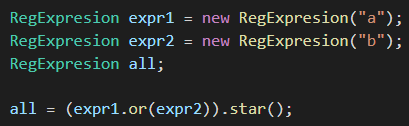 RegExpresion expr1 = new RegExpresion("a");
RegExpresion expr2 = new RegExpresion("b");
RegExpresion all;
all = (expr1.or(expr2)).star();